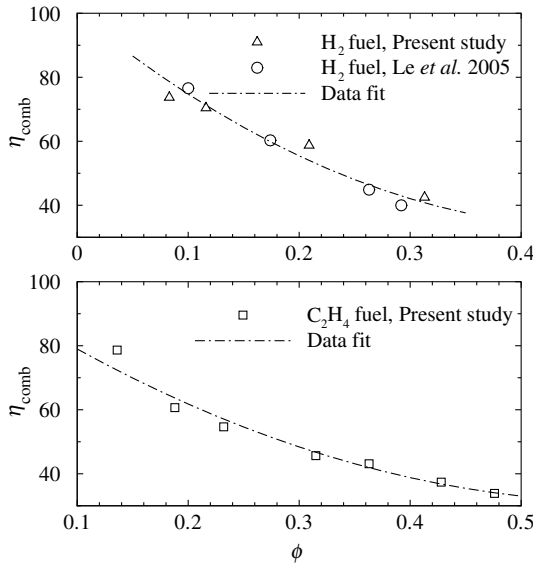 100
80
60
40
η_comb
H₂ fuel, Present study
H₂ fuel, Le et al. 2005
Data fit
0 0.1 0.2 0.3 0.4
100
80
60
40
η_comb
C₂H₄ fuel, Present study
Data fit
0.1 0.2 0.3 0.4 0.5
ϕ